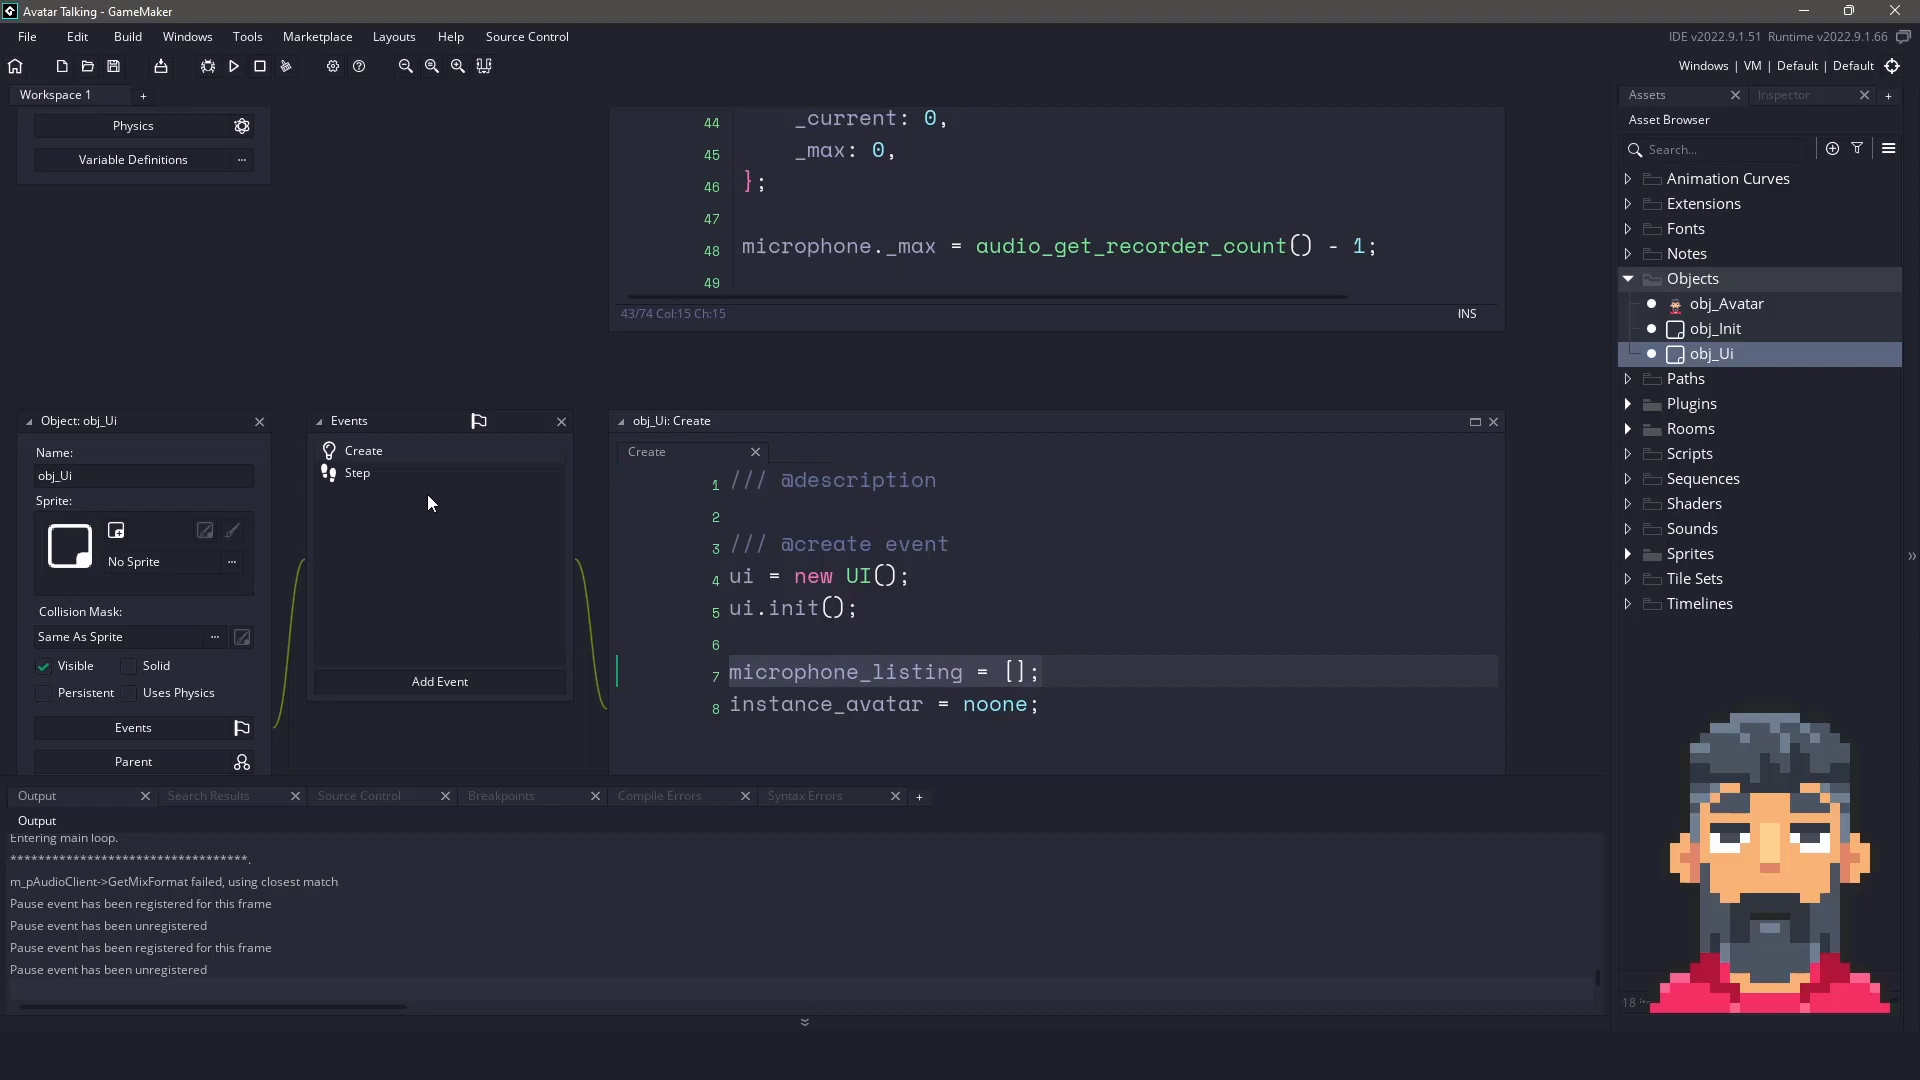 Avatar Talking - GameMaker
File Edit Build Windows Tools Marketplace Layouts Help Source Control
IDE v2022.9.1.51 Runtime v2022.9.1.66
Windows | VM | Default | Default
Workspace 1 +
Physics
Variable Definitions ...
44 _current: 0,
45 _max: 0,
46 };
47
48 microphone._max = audio_get_recorder_count() - 1;
49
43/74 Col:15 Ch:15 INS
Object: obj_Ui
Name:
obj_Ui
Sprite:
No Sprite ...
Collision Mask:
Same As Sprite ...
Visible Solid
Persistent Uses Physics
Events
Parent
Events
Create
Step
Add Event
obj_Ui: Create
Create
1 /// @description
2
3 /// @create event
4 ui = new UI();
5 ui.init();
6
7 microphone_listing = [];
8 instance_avatar = noone;
Assets Inspector +
Asset Browser
Search...
Animation Curves
Extensions
Fonts
Notes
Objects
obj_Avatar
obj_Init
obj_Ui
Paths
Plugins
Rooms
Scripts
Sequences
Shaders
Sounds
Sprites
Tile Sets
Timelines
18
Output Search Results Source Control Breakpoints Compile Errors Syntax Errors +
Output
Entering main loop.
**********************************.
m_pAudioClient->GetMixFormat failed, using closest match
Pause event has been registered for this frame
Pause event has been unregistered
Pause event has been registered for this frame
Pause event has been unregistered